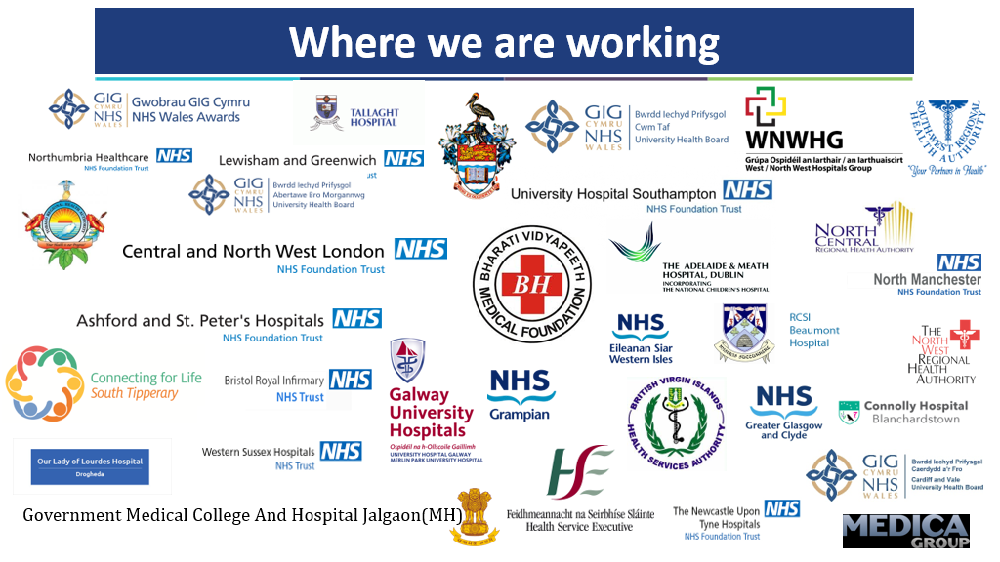 Where we are working
GIG
CYMRU
NHS
WALES
Gwobrau GIG Cymru
NHS Wales Awards
TALLAGHT
HOSPITAL
GIG
CYMRU
NHS
WALES
Bwrdd Iechyd Prifysgol
Cwm Taf
University Health Board
WNWHG
Grúpa Ospidéil an Iarthair / an Iarthuaiscirt
West / North West Hospitals Group
SOUTH-WEST REGIONAL
HEALTH AUTHORITY
"Your Partners in Health"
Northumbria Healthcare NHS
NHS Foundation Trust
Lewisham and Greenwich NHS
ust
GIG
CYMRU
NHS
WALES
Bwrdd Iechyd Prifysgol
Abertawe Bro Morgannwg
University Health Board
University Hospital Southampton NHS
NHS Foundation Trust
Central and North West London NHS
NHS Foundation Trust
BHARATI VIDYAPEETH
BH
MEDICAL FOUNDATION
THE ADELAIDE & MEATH
HOSPITAL, DUBLIN
INCORPORATING
THE NATIONAL CHILDREN'S HOSPITAL
NORTH
CENTRAL
REGIONAL HEALTH AUTHORITY
NHS
North Manchester
NHS Foundation Trust
Ashford and St. Peter's Hospitals NHS
NHS Foundation Trust
NHS
Eileanan Siar
Western Isles
RCSI
Beaumont
Hospital
THE
NORTH
WEST
REGIONAL
HEALTH
AUTHORITY
Connecting for Life
South Tipperary
Bristol Royal Infirmary NHS
NHS Trust
Galway
University
Hospitals
Ospidéil na h-Ollscoile Gaillimh
UNIVERSITY HOSPITAL GALWAY
MERLIN PARK UNIVERSITY HOSPITAL
NHS
Grampian
BRITISH VIRGIN ISLANDS
HEALTH SERVICES AUTHORITY
NHS
Greater Glasgow
and Clyde
Connolly Hospital
Blanchardstown
Our Lady of Lourdes Hospital
Drogheda
Western Sussex Hospitals NHS
NHS Trust
HSE
Feidhmeannacht na Seirbhíse Sláinte
Health Service Executive
GIG
CYMRU
NHS
WALES
Bwrdd Iechyd Prifysgol
Caerdydd a'r Fro
Cardiff and Vale
University Health Board
Government Medical College And Hospital Jalgaon(MH)
The Newcastle Upon NHS
Tyne Hospitals
NHS Foundation Trust
MEDICA
GROUP